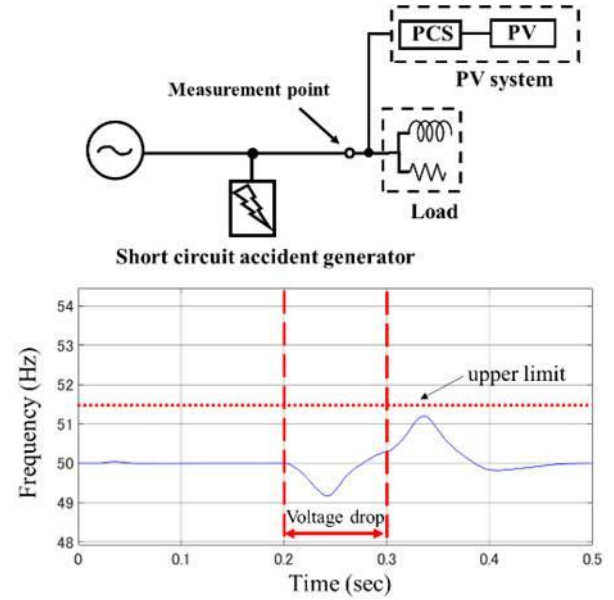 PCS
PV
PV system
Measurement point
Load
Short circuit accident generator
54
53
52
51
50
49
48
Frequency (Hz)
upper limit
Voltage drop
0
0.1
0.2
0.3
0.4
0.5
Time (sec)